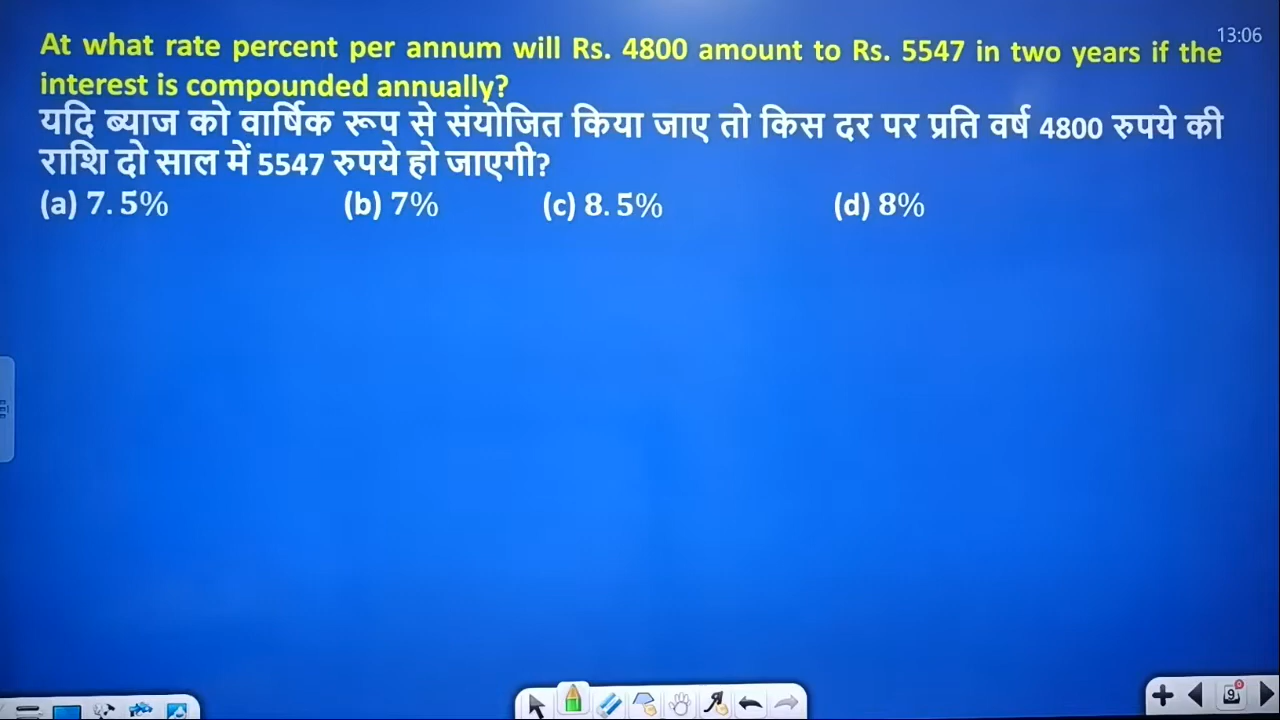 13:06
At what rate percent per annum will Rs. 4800 amount to Rs. 5547 in two years if the
interest is compounded annually?
यदि ब्याज को वार्षिक रूप से संयोजित किया जाए तो किस दर पर प्रति वर्ष 4800 रुपये की
राशि दो साल में 5547 रुपये हो जाएगी?
(a) 7.5% (b) 7% (c) 8.5% (d) 8%
9